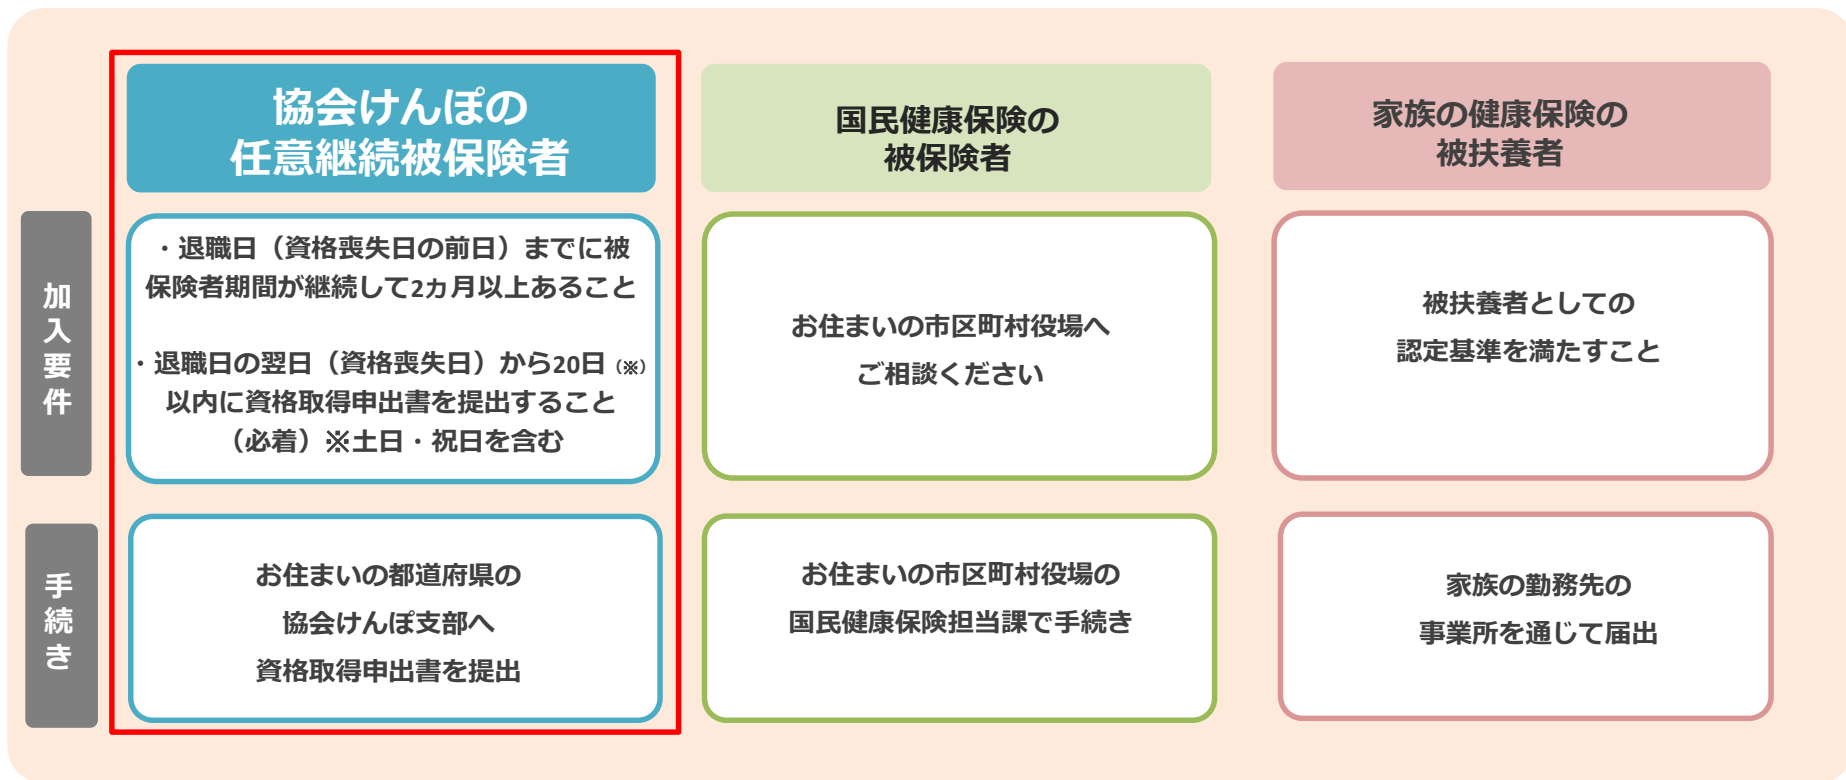 協会けんぽの
任意継続被保険者
国民健康保険の
被保険者
家族の健康保険の
被扶養者
加入要件
・退職日（資格喪失日の前日）までに被
保険者期間が継続して2ヵ月以上あること
・退職日の翌日（資格喪失日）から20日（※）
以内に資格取得申出書を提出すること
（必着）※土日・祝日を含む
お住まいの市区町村役場へ
ご相談ください
被扶養者としての
認定基準を満たすこと
手続き
お住まいの都道府県の
協会けんぽ支部へ
資格取得申出書を提出
お住まいの市区町村役場の
国民健康保険担当課で手続き
家族の勤務先の
事業所を通じて届出